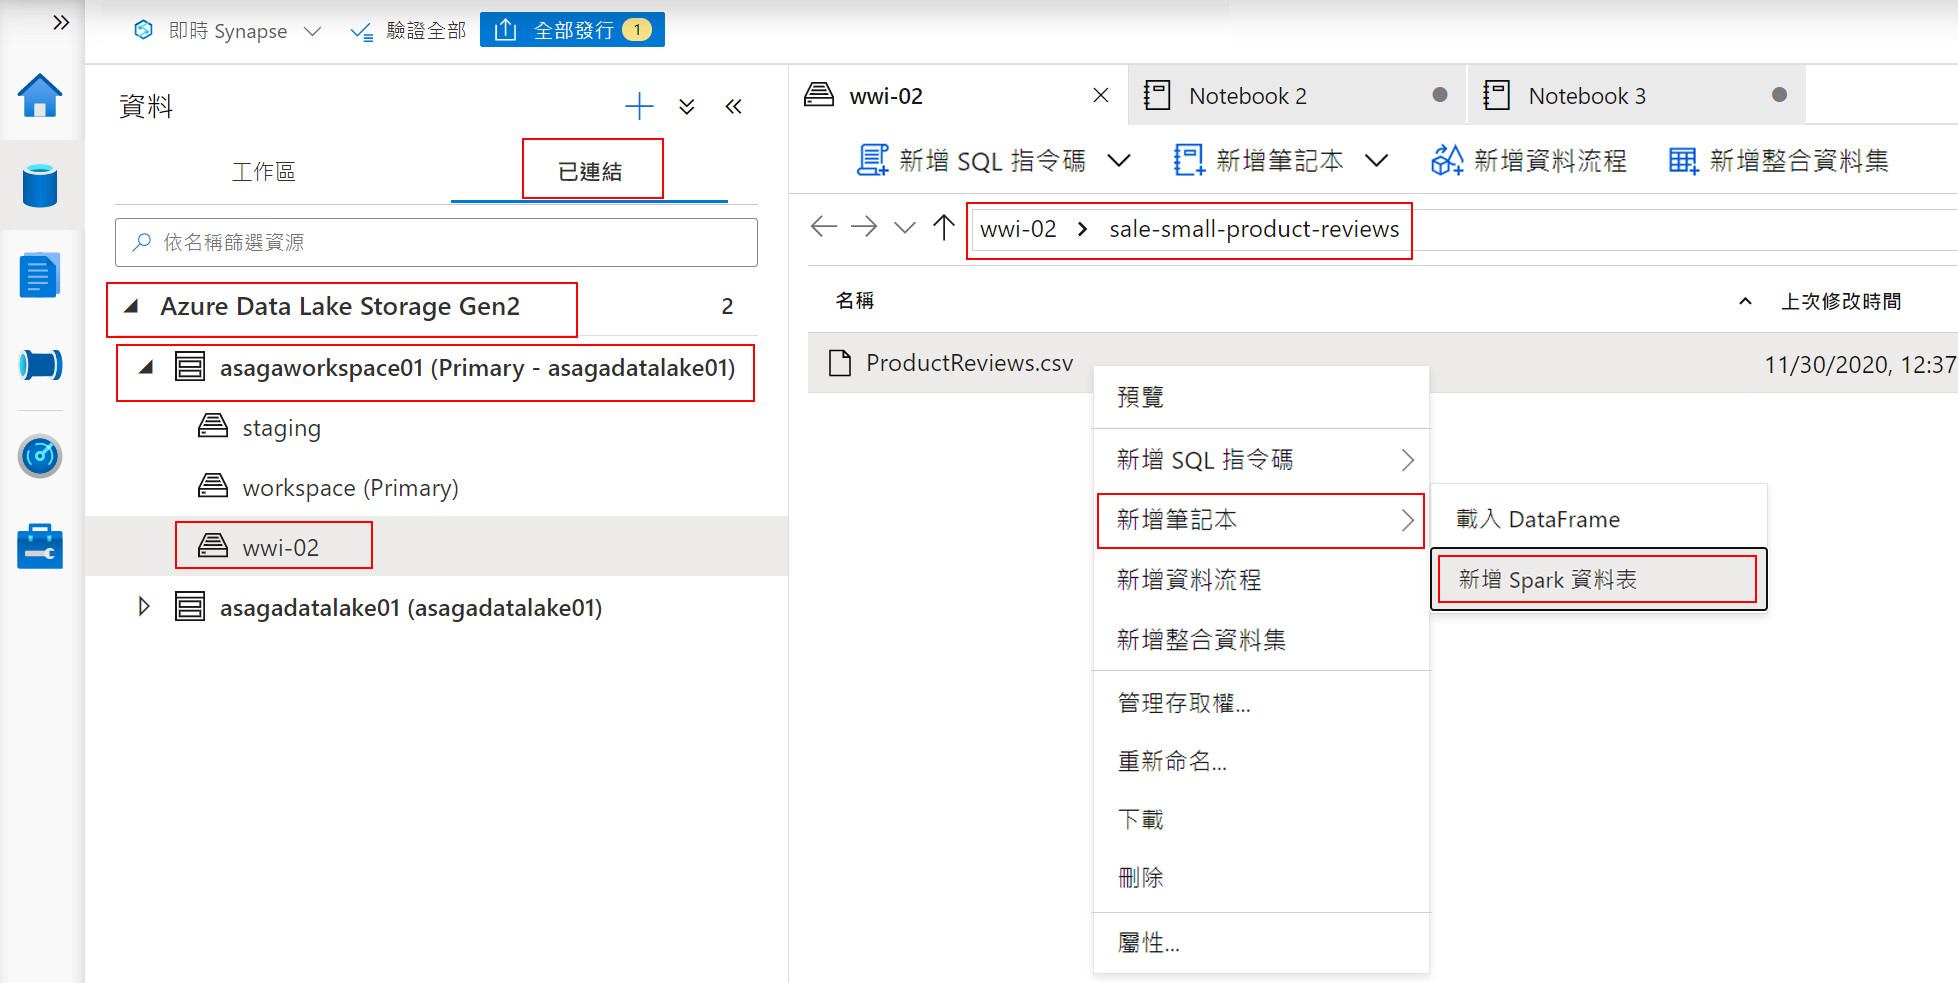 即時 Synapse
驗證全部
全部發行 1
資料
工作區
已連結
依名稱篩選資源
Azure Data Lake Storage Gen2 2
asagaworkspace01 (Primary - asagadatalake01)
staging
workspace (Primary)
wwi-02
asagadatalake01 (asagadatalake01)
wwi-02
Notebook 2
Notebook 3
新增 SQL 指令碼
新增筆記本
新增資料流程
新增整合資料集
wwi-02 > sale-small-product-reviews
名稱
上次修改時間
ProductReviews.csv
11/30/2020, 12:37
預覽
新增 SQL 指令碼
新增筆記本
新增資料流程
新增整合資料集
管理存取權...
重新命名...
下載
刪除
屬性...
載入 DataFrame
新增 Spark 資料表